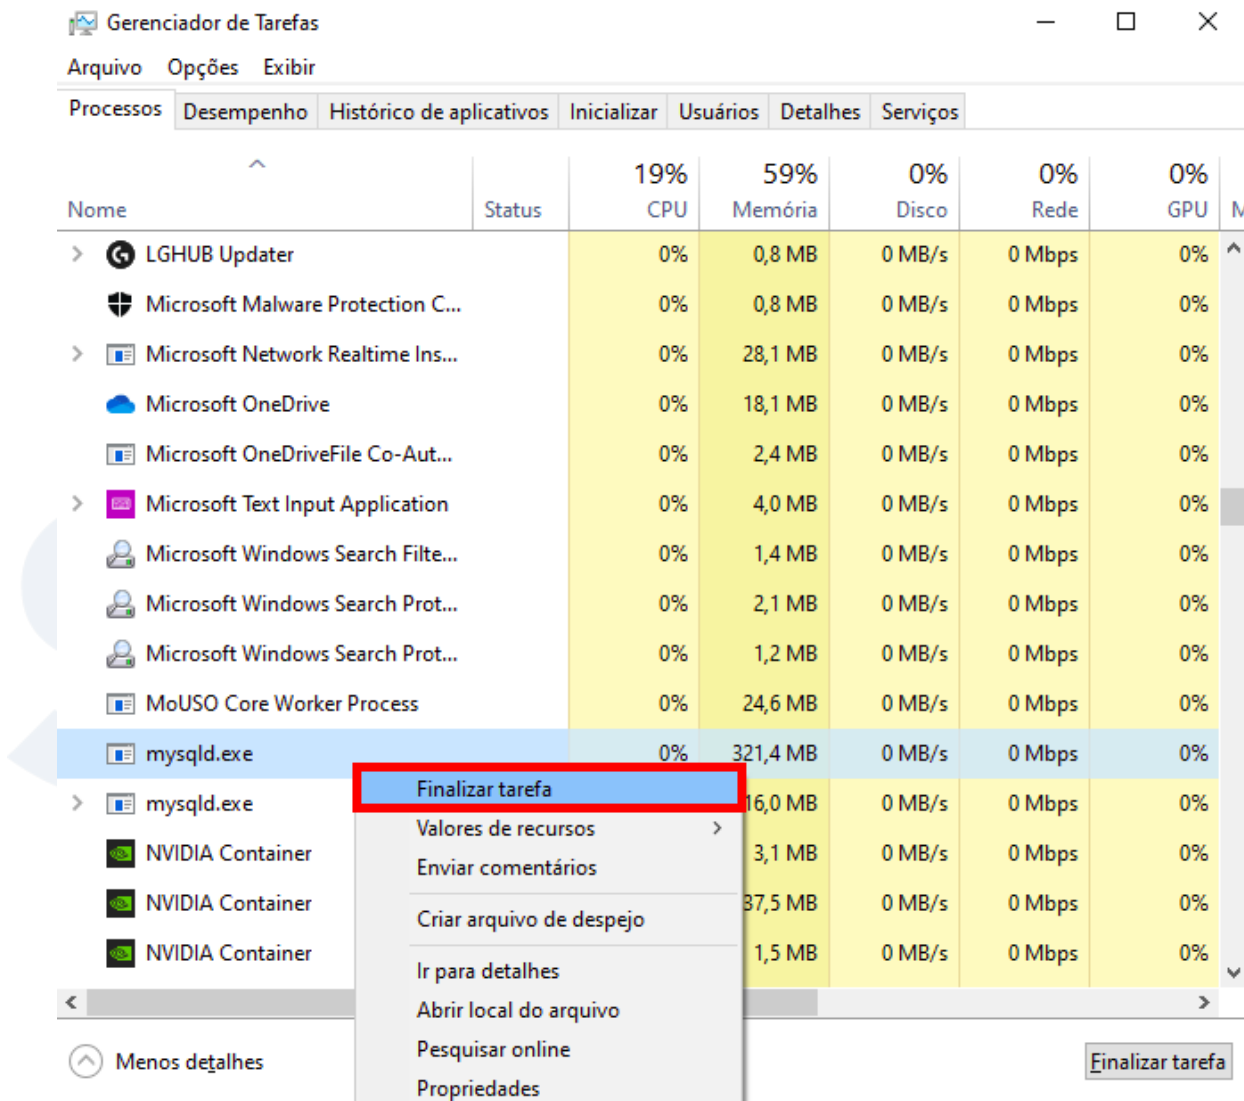 Gerenciador de Tarefas
Arquivo Opções Exibir
Processos Desempenho Histórico de aplicativos Inicializar Usuários Detalhes Serviços
19% 59% 0% 0% 0%
Nome Status CPU Memória Disco Rede GPU M
LGHUB Updater 0% 0,8 MB 0 MB/s 0 Mbps 0%
Microsoft Malware Protection C... 0% 0,8 MB 0 MB/s 0 Mbps 0%
Microsoft Network Realtime Ins... 0% 28,1 MB 0 MB/s 0 Mbps 0%
Microsoft OneDrive 0% 18,1 MB 0 MB/s 0 Mbps 0%
Microsoft OneDriveFile Co-Aut... 0% 2,4 MB 0 MB/s 0 Mbps 0%
Microsoft Text Input Application 0% 4,0 MB 0 MB/s 0 Mbps 0%
Microsoft Windows Search Filte... 0% 1,4 MB 0 MB/s 0 Mbps 0%
Microsoft Windows Search Prot... 0% 2,1 MB 0 MB/s 0 Mbps 0%
Microsoft Windows Search Prot... 0% 1,2 MB 0 MB/s 0 Mbps 0%
MoUSO Core Worker Process 0% 24,6 MB 0 MB/s 0 Mbps 0%
mysqld.exe 0% 321,4 MB 0 MB/s 0 Mbps 0%
Finalizar tarefa
mysqld.exe 16,0 MB 0 MB/s 0 Mbps 0%
Valores de recursos
NVIDIA Container 3,1 MB 0 MB/s 0 Mbps 0%
Enviar comentários
NVIDIA Container 37,5 MB 0 MB/s 0 Mbps 0%
Criar arquivo de despejo
NVIDIA Container 1,5 MB 0 MB/s 0 Mbps 0%
Ir para detalhes
Abrir local do arquivo
Pesquisar online
Propriedades
Menos detalhes Finalizar tarefa